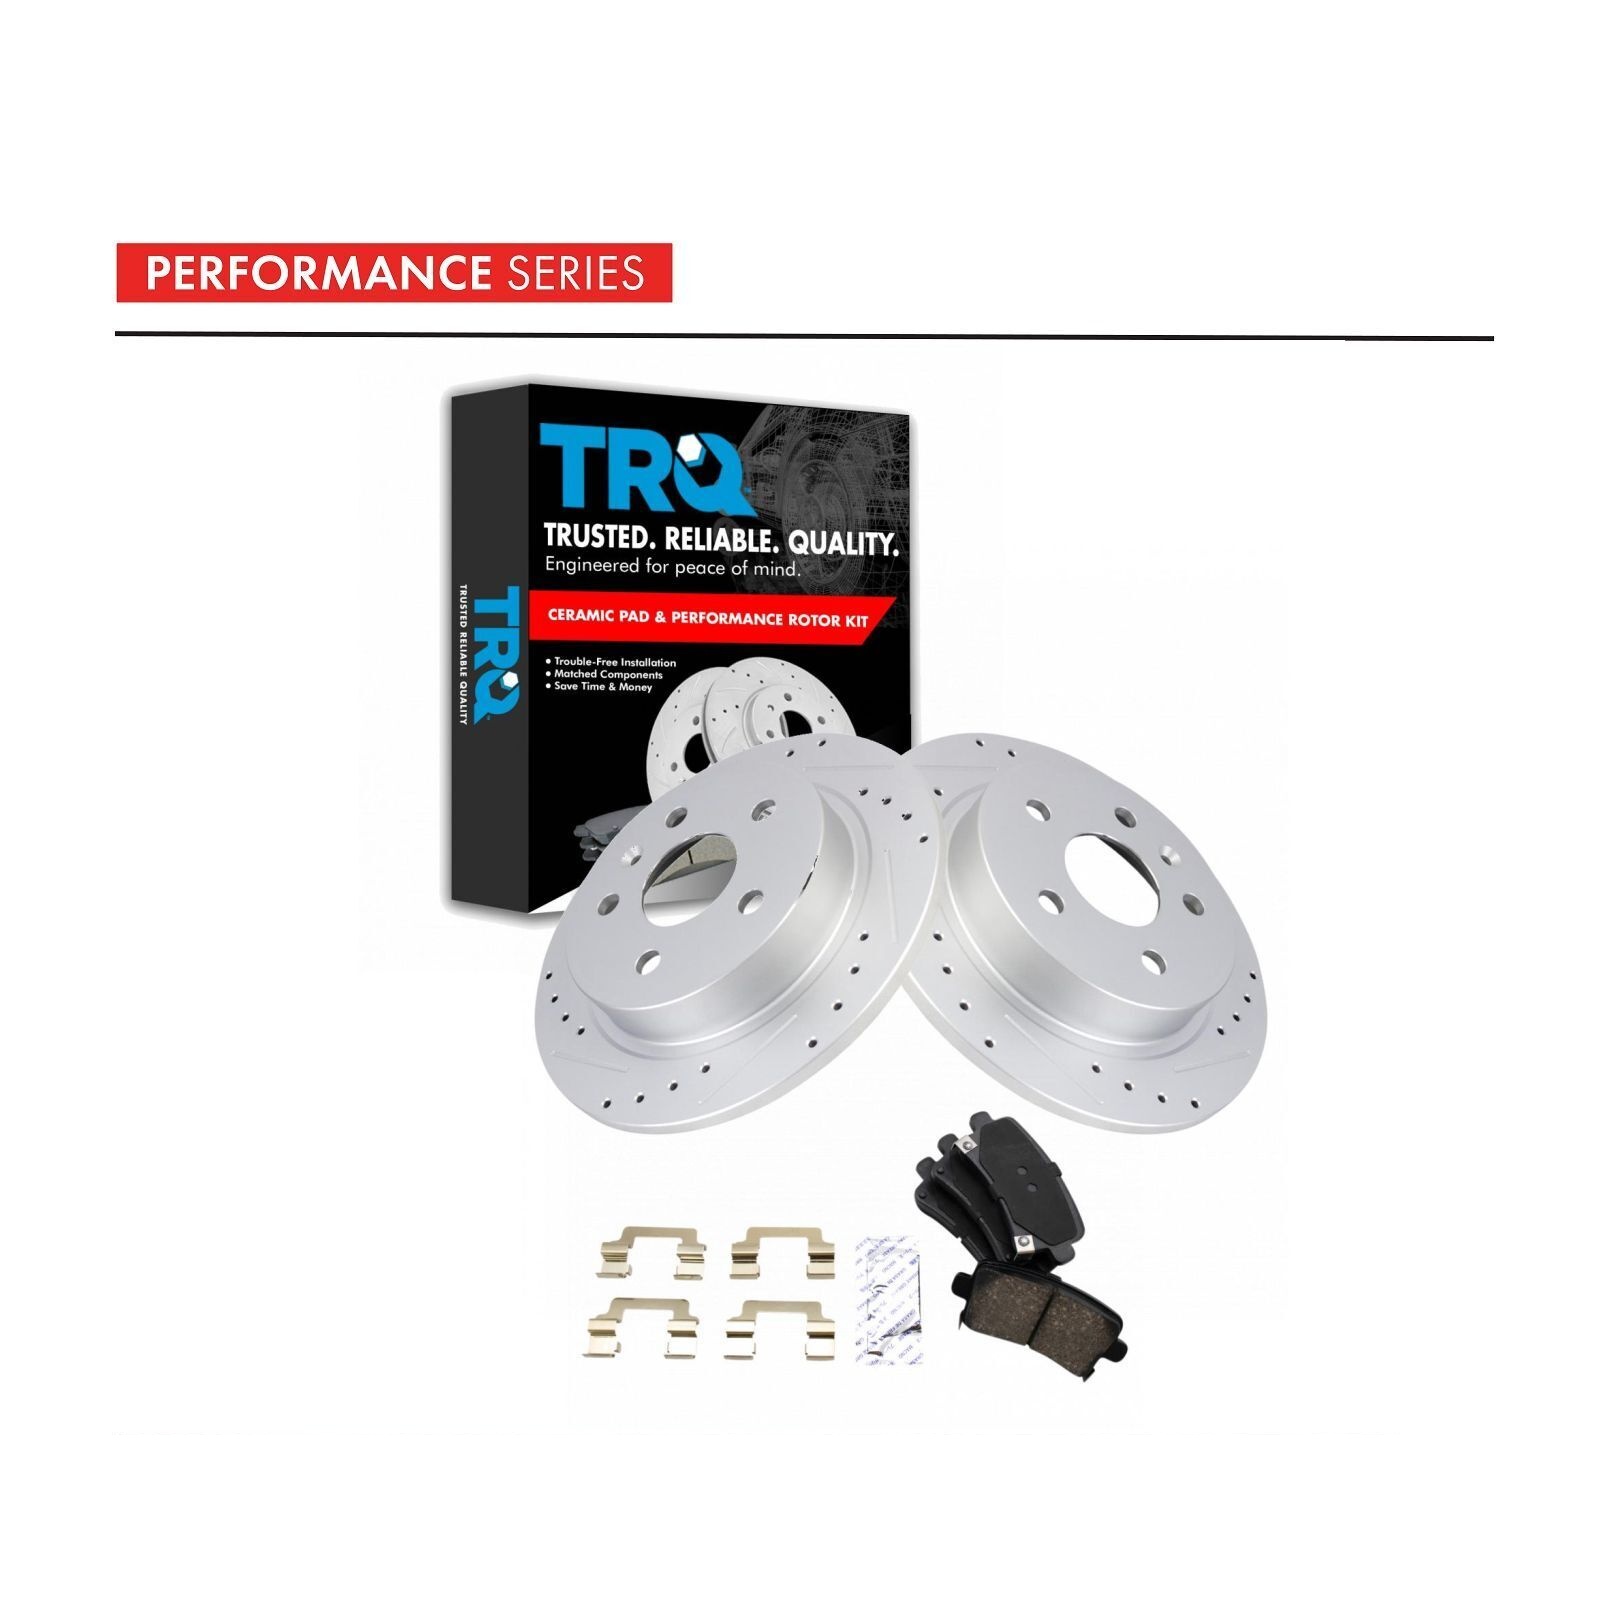 PERFORMANCE SERIES
TRQ
TRUSTED. RELIABLE. QUALITY.
Engineered for peace of mind.
CERAMIC PAD & PERFORMANCE ROTOR KIT
• Trouble-Free Installation
• Matched Components
• Save Time & Money
TRQ
TRUSTED RELIABLE QUALITY